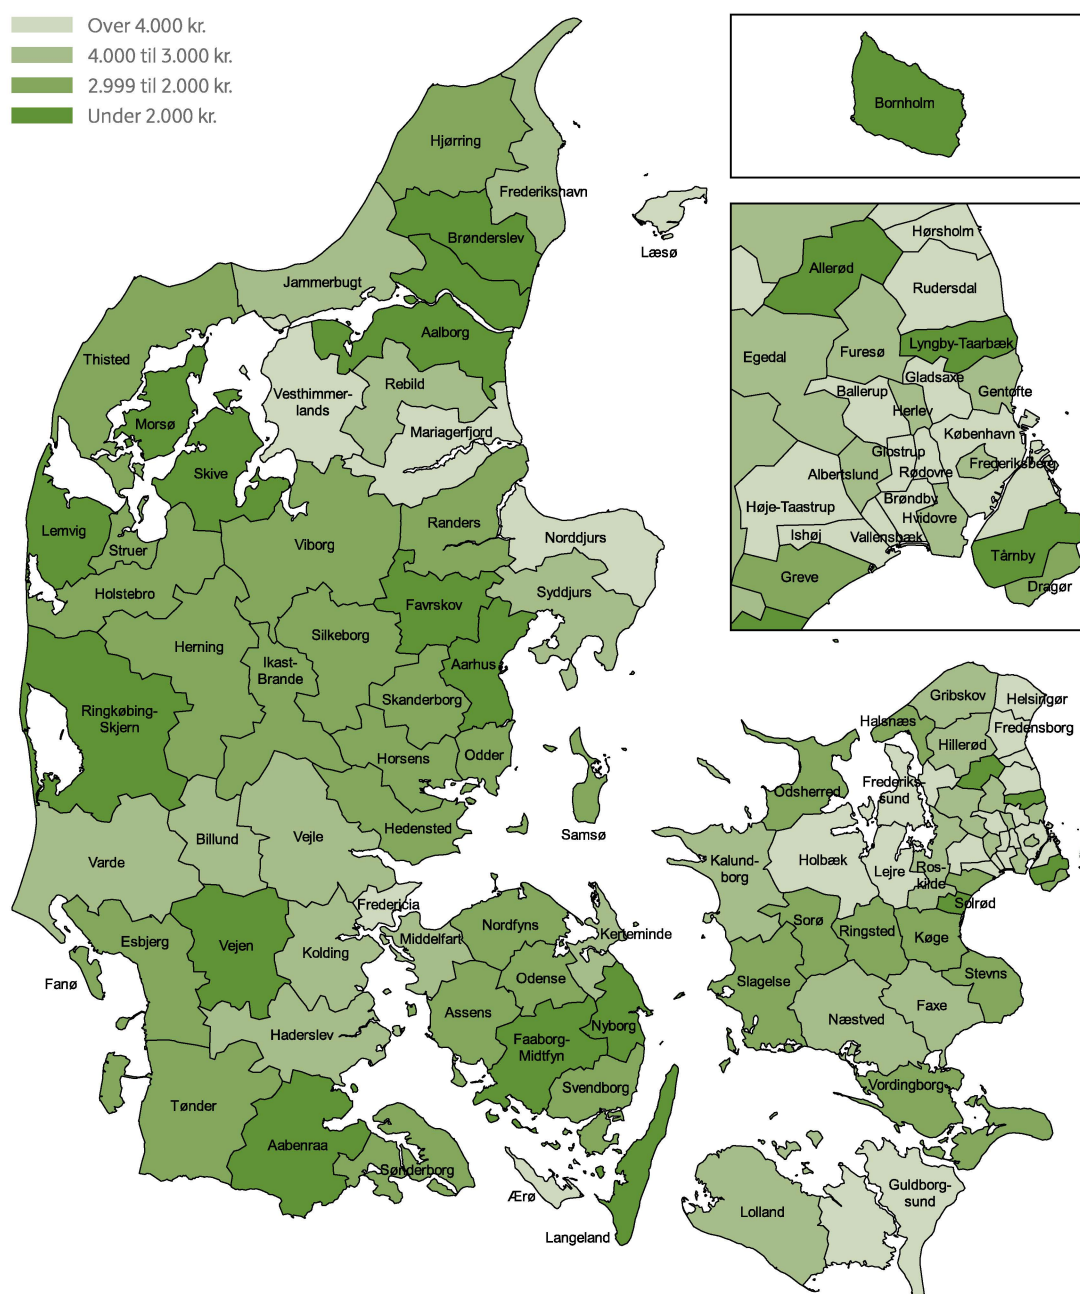 Over 4.000 kr.
4.000 til 3.000 kr.
2.999 til 2.000 kr.
Under 2.000 kr.
Bornholm
Hjørring
Frederikshavn
Læsø
Brønderslev
Jammerbugt
Aalborg
Thisted
Rebild
Vesthimmer-
lands
Morsø
Mariagerfjord
Skive
Lemvig
Struer
Viborg
Randers
Norddjurs
Holstebro
Favrskov
Syddjurs
Herning
Silkeborg
Ikast-
Brande
Aarhus
Skanderborg
Ringkøbing-
Skjern
Horsens
Odder
Samsø
Hedensted
Billund
Vejle
Varde
Fredericia
Esbjerg
Vejen
Kolding
Middelfart
Nordfyns
Kerteminde
Fanø
Odense
Assens
Nyborg
Haderslev
Faaborg-
Midtfyn
Svendborg
Tønder
Aabenraa
Sønderborg
Ærø
Langeland
Hørsholm
Allerød
Rudersdal
Lyngby-Taarbæk
Egedal
Furesø
Gladsaxe
Ballerup
Gentofte
Herlev
København
Glostrup
Frederiksberg
Albertslund
Rødovre
Høje-Taastrup
Brøndby
Hvidovre
Ishøj
Vallensbæk
Greve
Tårnby
Dragør
Gribskov
Helsingør
Halsnæs
Fredensborg
Hillerød
Odsherred
Frederiks-
sund
Kalund-
borg
Holbæk
Lejre
Ros-
kilde
Solrød
Sorø
Ringsted
Køge
Slagelse
Stevns
Næstved
Faxe
Vordingborg
Lolland
Guldborg-
sund